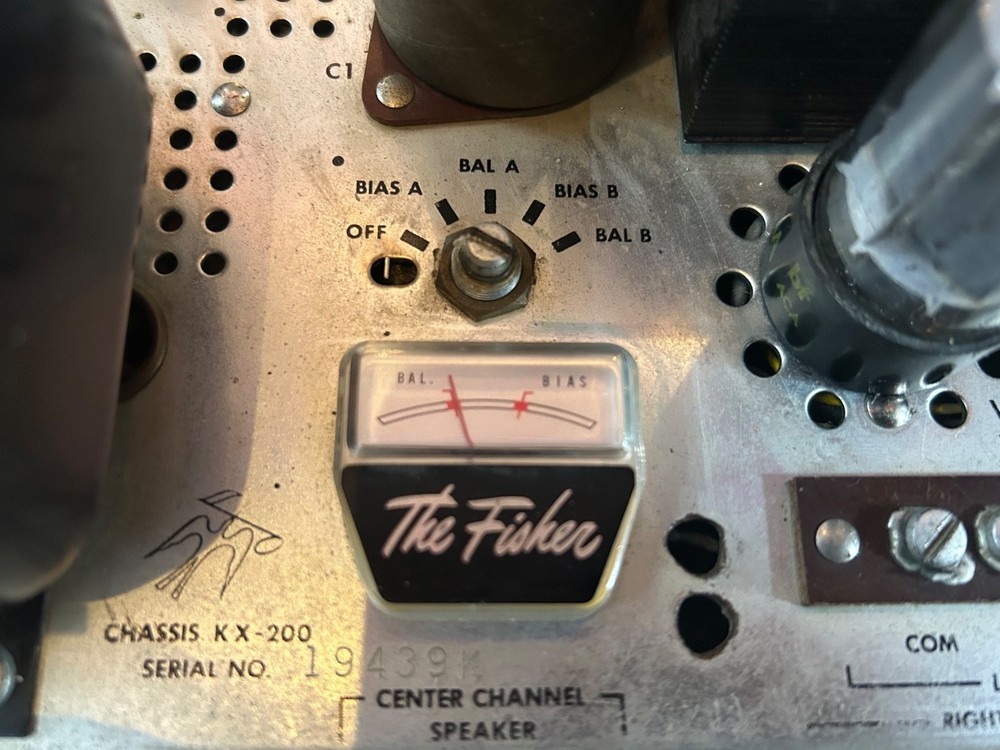 C1
BAL A
BIAS A
BIAS B
OFF
BAL B
BAL. BIAS
The Fisher
CHASSIS KX-200
SERIAL NO. 19439K
CENTER CHANNEL
SPEAKER
COM
RIGHT